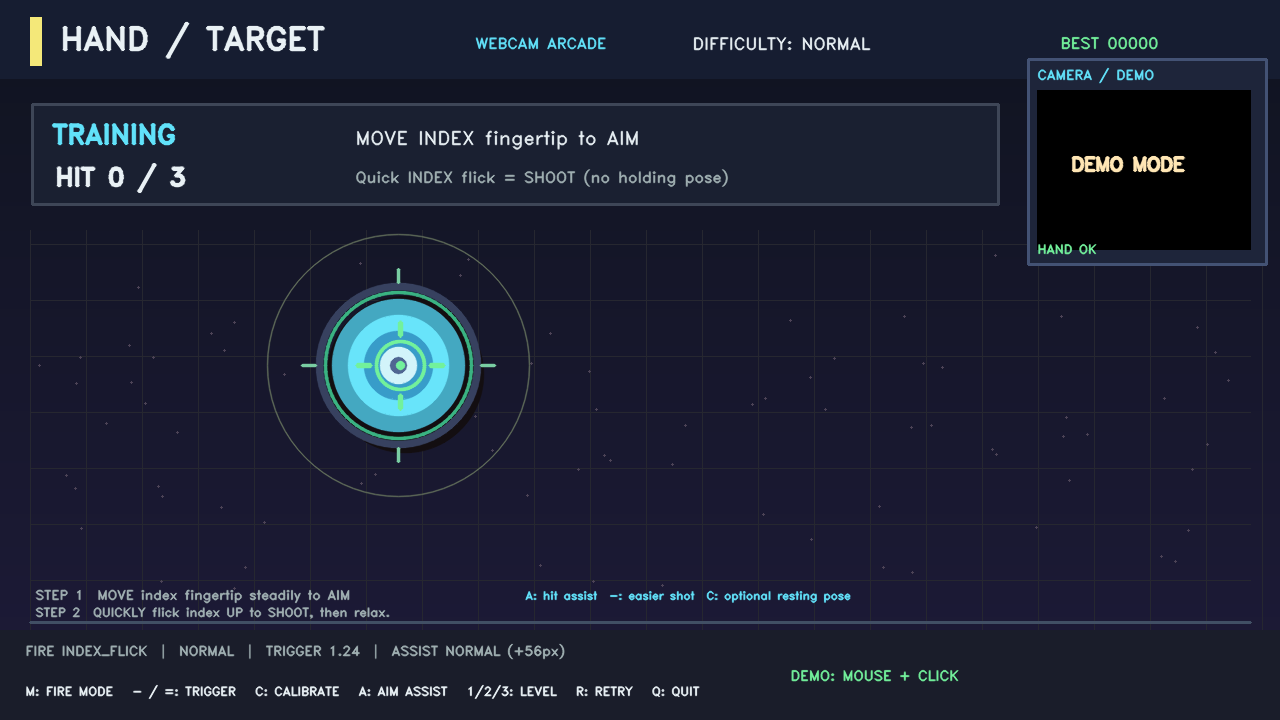 HAND / TARGET
WEBCAM ARCADE
DIFFICULTY: NORMAL
BEST 00000
CAMERA / DEMO
DEMO MODE
HAND OK
TRAINING
MOVE INDEX fingertip to AIM
HIT 0 / 3
Quick INDEX flick = SHOOT (no holding pose)
STEP 1 MOVE index fingertip steadily to AIM
STEP 2 QUICKLY flick index UP to SHOOT, then relax.
A: hit assist -: easier shot C: optional resting pose
FIRE INDEX_FLICK | NORMAL | TRIGGER 1.24 | ASSIST NORMAL (+56px)
DEMO: MOUSE + CLICK
M: FIRE MODE - / =: TRIGGER C: CALIBRATE A: AIM ASSIST 1/2/3: LEVEL R: RETRY Q: QUIT